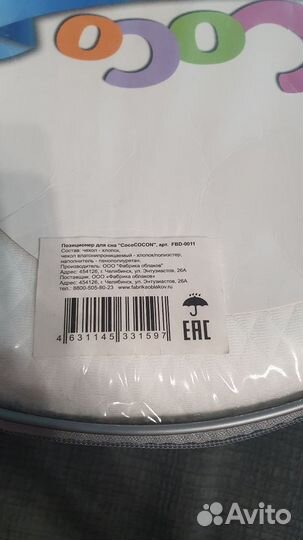 CoCo
Позиционер для сна "CocoCOCON", арт. FBD-0011
Состав: чехол - хлопок,
чехол влагонипроницаемый - хлопок/полиэстер,
наполнитель - пенополиуретан.
Производитель: ООО "Фабрика облаков"
Адрес: 454126, г. Челябинск, ул. Энтузиастов, 26А
Поставщик: ООО «Фабрика облаков»
Адрес: 454126, г. Челябинск, ул. Энтузиастов, 26А
тел.: 8800-505-80-23 www.fabrikaoblakov.ru
4 631145 331597
EAC
Avito